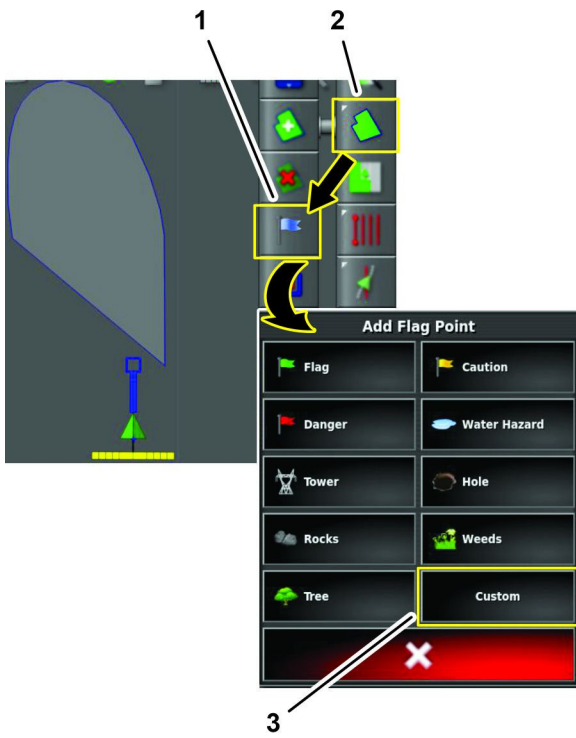 1
2
Add Flag Point
Flag
Caution
Danger
Water Hazard
Tower
Hole
Rocks
Weeds
Tree
Custom
3